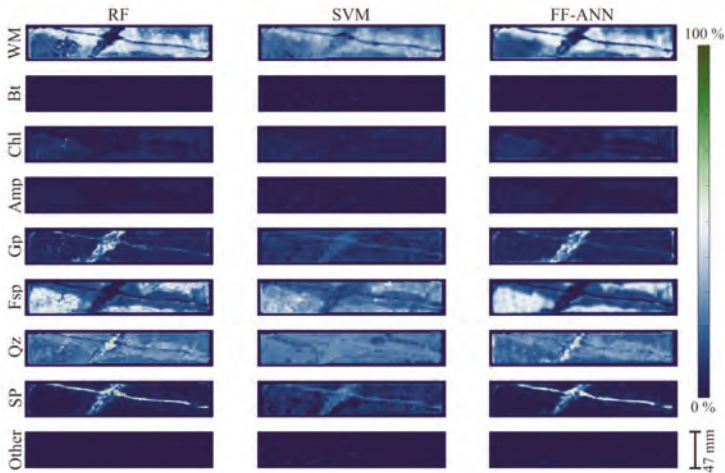 RF SVM FF-ANN
100 %
WM
Bt
Chl
Amp
Gp
Fsp
Qz
SP
Other
0 %
47 mm